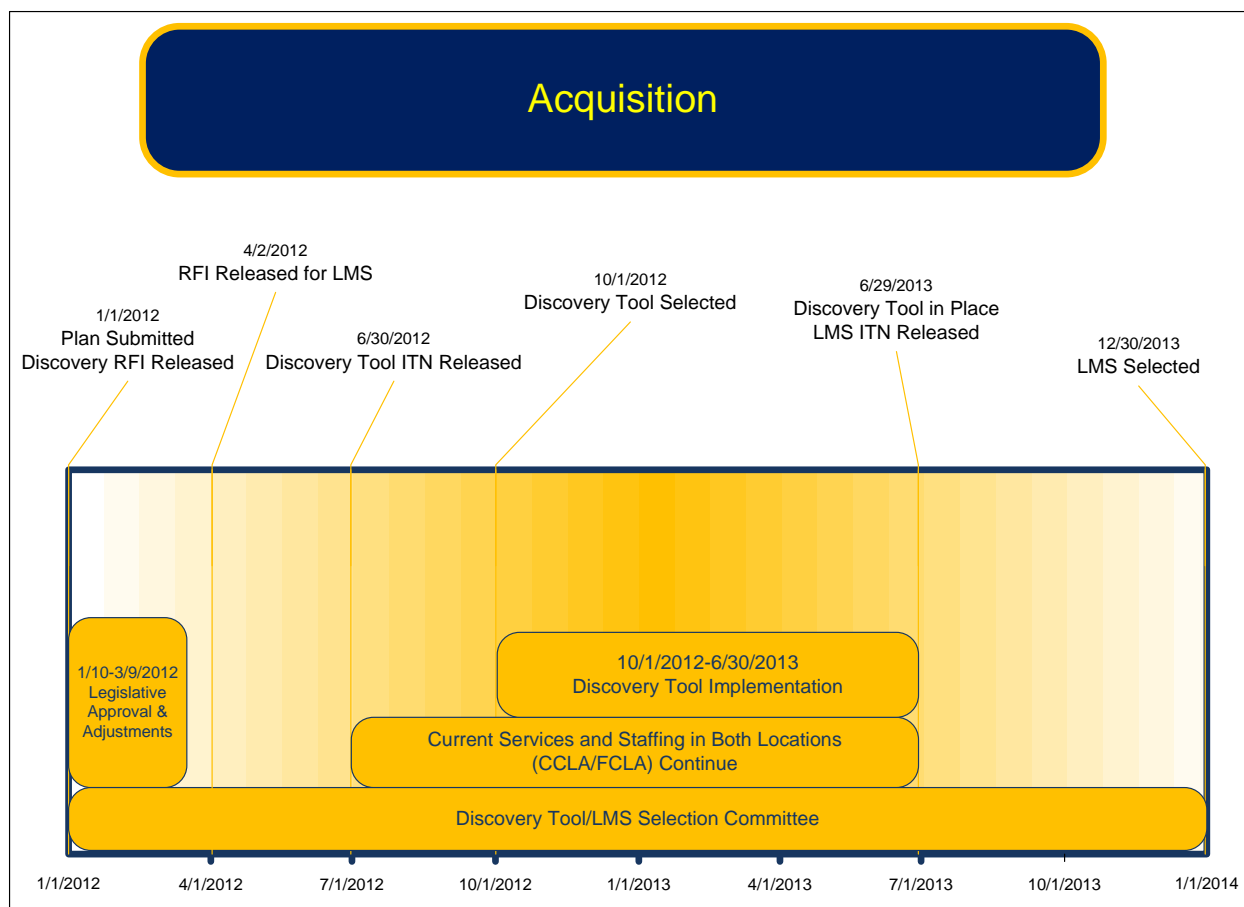 Acquisition
4/2/2012
RFI Released for LMS
1/1/2012
Plan Submitted
Discovery RFI Released
6/30/2012
Discovery Tool ITN Released
10/1/2012
Discovery Tool Selected
6/29/2013
Discovery Tool in Place
LMS ITN Released
12/30/2013
LMS Selected
1/10-3/9/2012
Legislative
Approval &
Adjustments
10/1/2012-6/30/2013
Discovery Tool Implementation
Current Services and Staffing in Both Locations
(CCLA/FCLA) Continue
Discovery Tool/LMS Selection Committee
1/1/2012
4/1/2012
7/1/2012
10/1/2012
1/1/2013
4/1/2013
7/1/2013
10/1/2013
1/1/2014